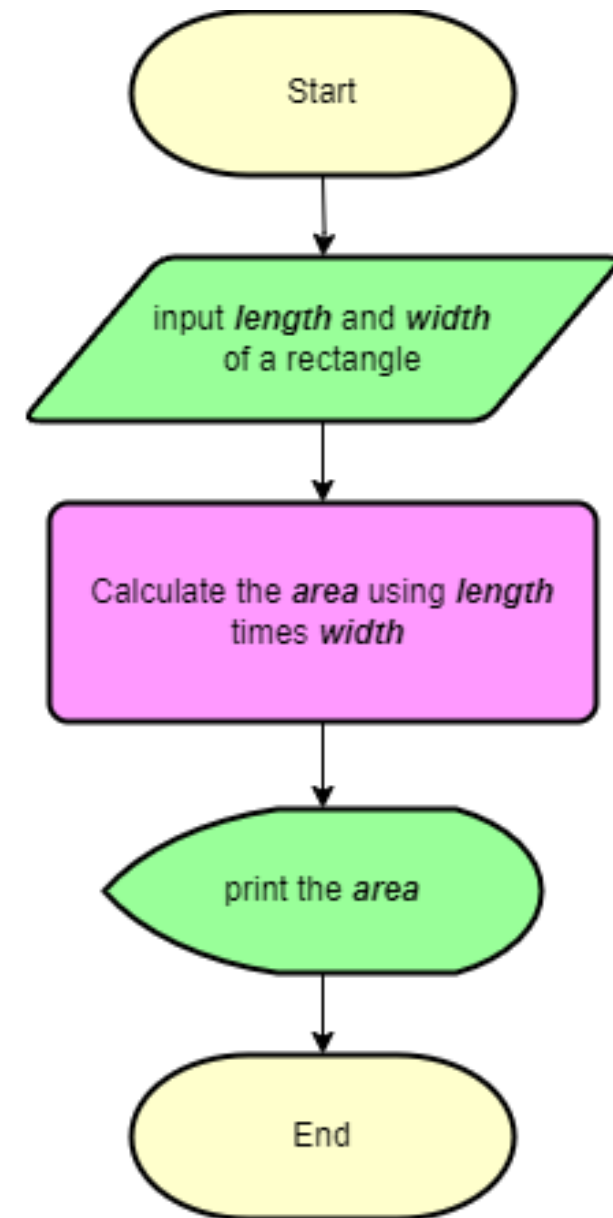 Start
input length and width
of a rectangle
Calculate the area using length
times width
print the area
End